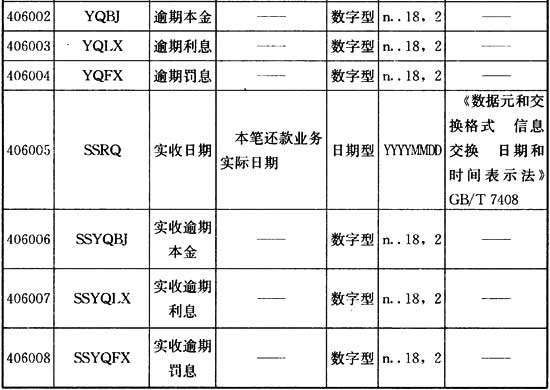 406002 YQBJ 逾期本金 —— 数字型 n..18, 2 ——
406003 YQLX 逾期利息 —— 数字型 n..18, 2 ——
406004 YQFX 逾期罚息 —— 数字型 n..18, 2 ——
406005 SSRQ 实收日期 本笔还款业务
实际日期 日期型 YYYYMMDD 《数据元和交
换格式 信息
交换 日期和
时间表示法》
GB/T 7408
406006 SSYQBJ 实收逾期
本金 —— 数字型 n..18, 2 ——
406007 SSYQLX 实收逾期
利息 —— 数字型 n..18, 2 ——
406008 SSYQFX 实收逾期
罚息 —— 数字型 n..18, 2 ——